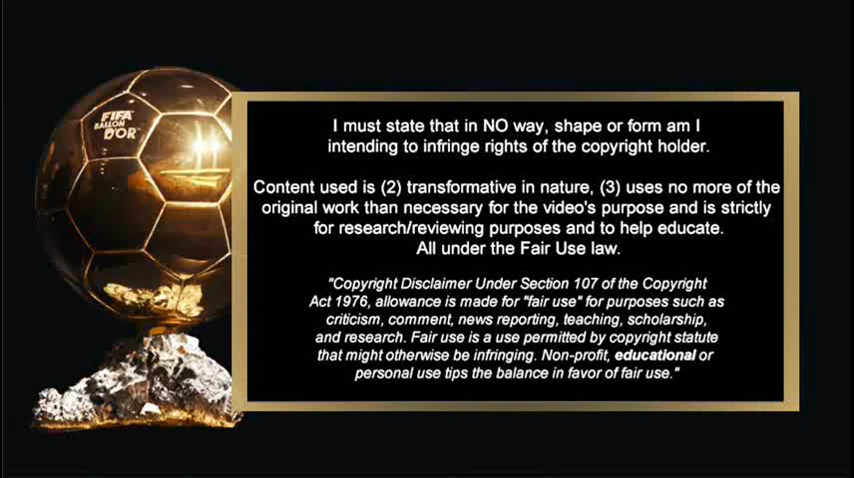 FIFA
BALLON
D'OR
I must state that in NO way, shape or form am I
intending to infringe rights of the copyright holder.
Content used is (2) transformative in nature, (3) uses no more of the
original work than necessary for the video's purpose and is strictly
for research/reviewing purposes and to help educate.
All under the Fair Use law.
"Copyright Disclaimer Under Section 107 of the Copyright
Act 1976, allowance is made for "fair use" for purposes such as
criticism, comment, news reporting, teaching, scholarship,
and research. Fair use is a use permitted by copyright statute
that might otherwise be infringing. Non-profit, educational or
personal use tips the balance in favor of fair use."